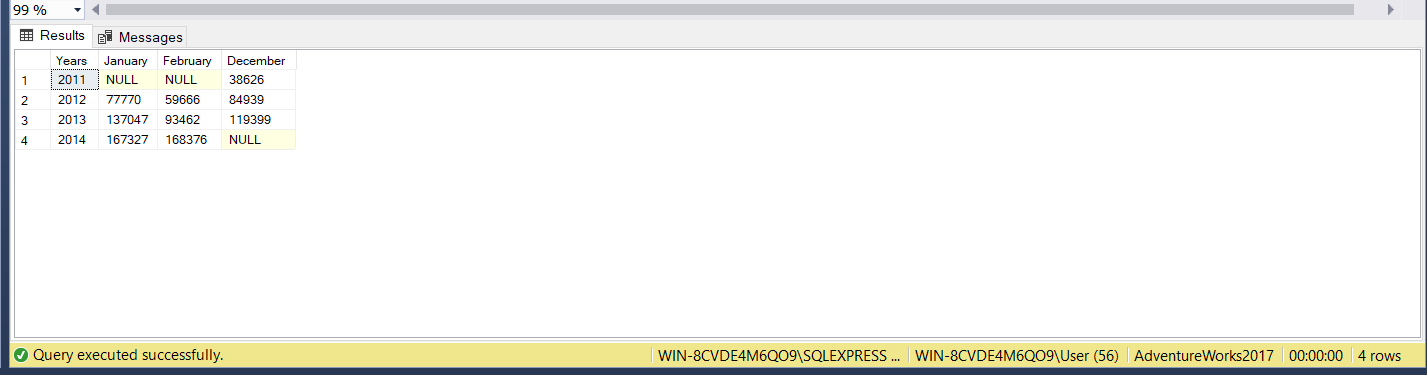 99 %
Results Messages
Years January February December
1 2011 NULL NULL 38626
2 2012 77770 59666 84939
3 2013 137047 93462 119399
4 2014 167327 168376 NULL
Query executed successfully. WIN-8CVDE4M6QO9\SQLEXPRESS ... WIN-8CVDE4M6QO9\User (56) AdventureWorks2017 00:00:00 4 rows